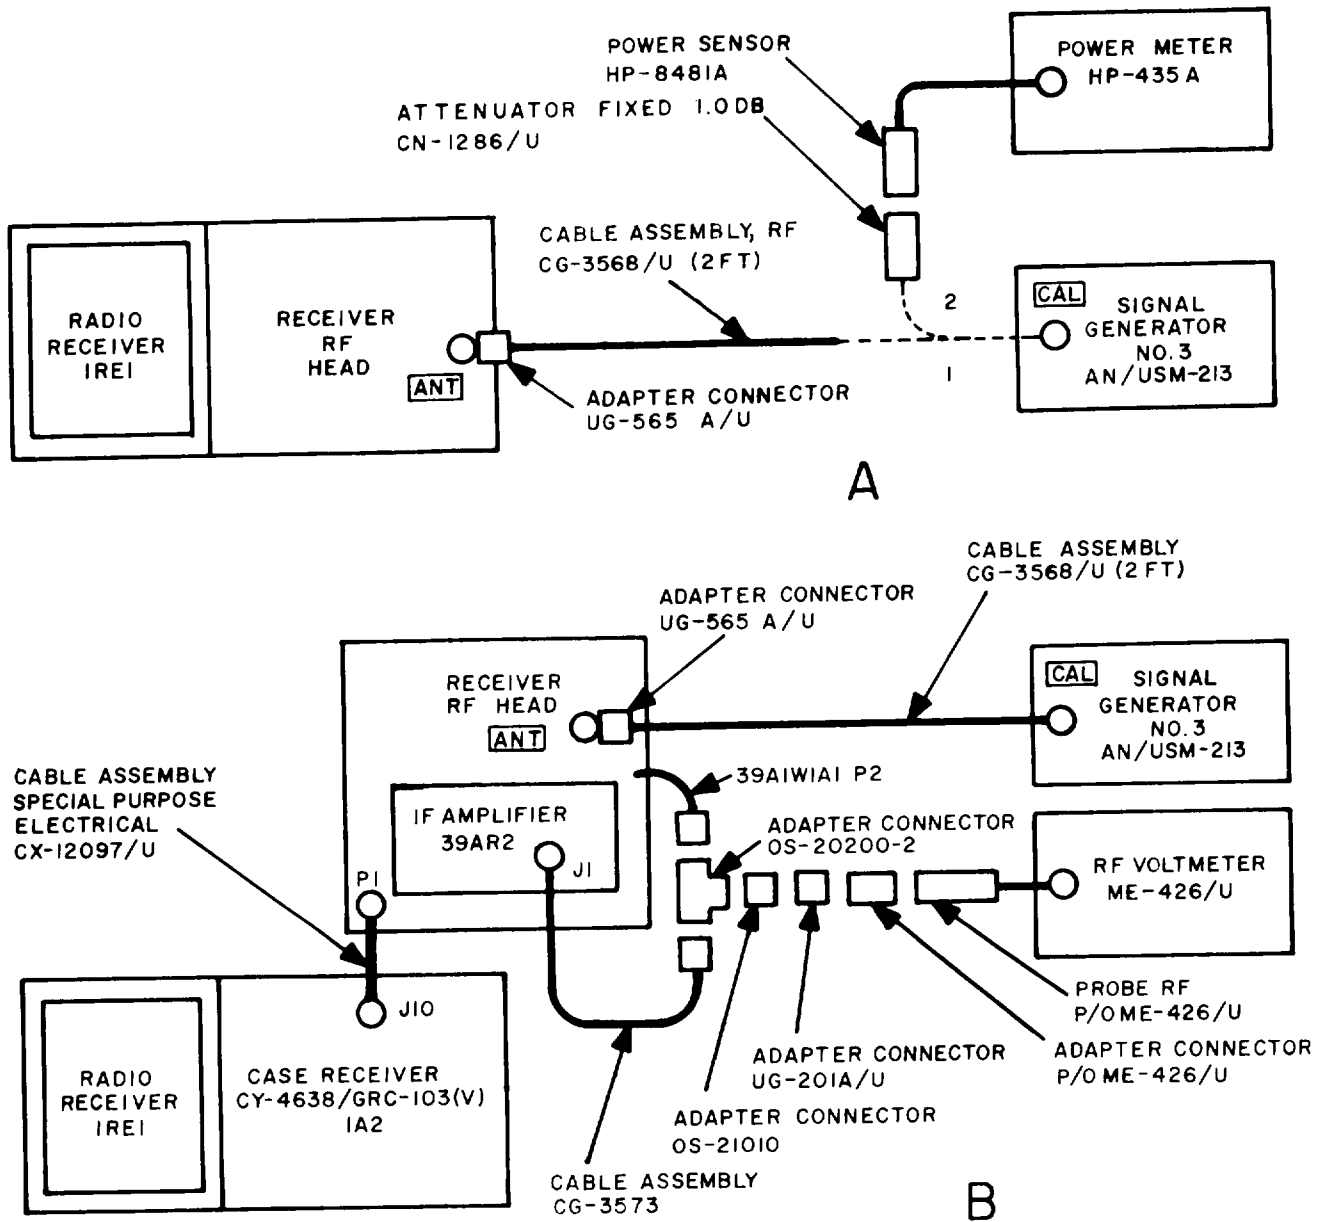 POWER SENSOR
HP-8481A
ATTENUATOR FIXED 1.0DB
CN-1286/U
POWER METER
HP-435A
CABLE ASSEMBLY, RF
CG-3568/U (2FT)
RADIO
RECEIVER
1RE1
RECEIVER
RF
HEAD
ANT
ADAPTER CONNECTOR
UG-565 A/U
2
1
CAL
SIGNAL
GENERATOR
NO.3
AN/USM-213
A
CABLE ASSEMBLY
CG-3568/U (2FT)
ADAPTER CONNECTOR
UG-565 A/U
RECEIVER
RF HEAD
ANT
CAL
SIGNAL
GENERATOR
NO.3
AN/USM-213
CABLE ASSEMBLY
SPECIAL PURPOSE
ELECTRICAL
CX-12097/U
39A1W1A1 P2
IF AMPLIFIER
39AR2
J1
P1
ADAPTER CONNECTOR
OS-20200-2
RF VOLTMETER
ME-426/U
J10
PROBE RF
P/O ME-426/U
ADAPTER CONNECTOR
P/O ME-426/U
ADAPTER CONNECTOR
UG-201A/U
ADAPTER CONNECTOR
OS-21010
RADIO
RECEIVER
1RE1
CASE RECEIVER
CY-4638/GRC-103(V)
1A2
CABLE ASSEMBLY
CG-3573
B